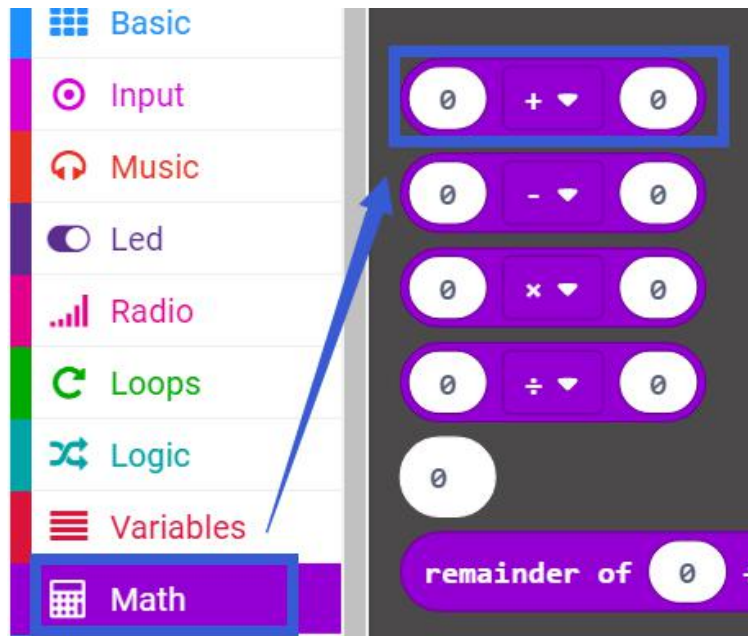 Basic
Input
Music
Led
Radio
Loops
Logic
Variables
Math
0 + 0
0 - 0
0 × 0
0 ÷ 0
0
remainder of 0